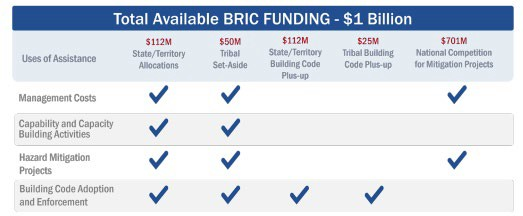 Total Available BRIC FUNDING - $1 Billion
$112M
State/Territory
Allocations
$50M
Tribal
Set-Aside
$112M
State/Territory
Building Code
Plus-up
$25M
Tribal Building
Code Plus-up
$701M
National Competition
for Mitigation Projects
Uses of Assistance
Management Costs
Capability and Capacity
Building Activities
Hazard Mitigation
Projects
Building Code Adoption
and Enforcement